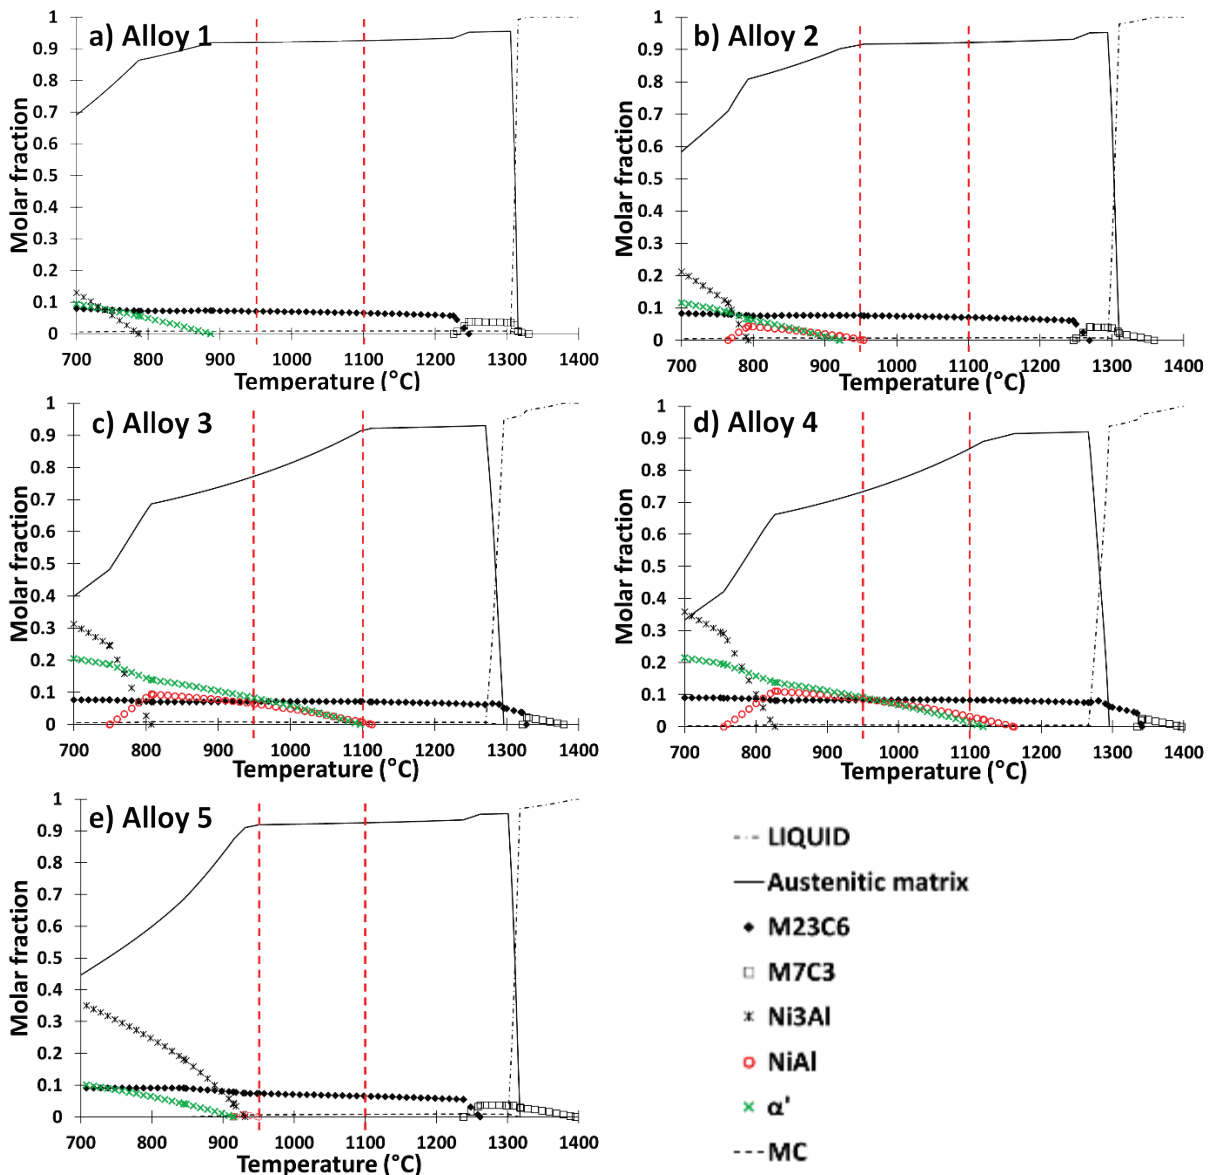 a) Alloy 1
Molar fraction
1
0.9
0.8
0.7
0.6
0.5
0.4
0.3
0.2
0.1
0
700 800 900 1000 1100 1200 1300 1400
Temperature (°C)
b) Alloy 2
Molar fraction
1
0.9
0.8
0.7
0.6
0.5
0.4
0.3
0.2
0.1
0
700 800 900 1000 1100 1200 1300 1400
Temperature (°C)
c) Alloy 3
Molar fraction
1
0.9
0.8
0.7
0.6
0.5
0.4
0.3
0.2
0.1
0
700 800 900 1000 1100 1200 1300 1400
Temperature (°C)
d) Alloy 4
Molar fraction
1
0.9
0.8
0.7
0.6
0.5
0.4
0.3
0.2
0.1
0
700 800 900 1000 1100 1200 1300 1400
Temperature (°C)
e) Alloy 5
Molar fraction
1
0.9
0.8
0.7
0.6
0.5
0.4
0.3
0.2
0.1
0
700 800 900 1000 1100 1200 1300 1400
Temperature (°C)
LIQUID
Austenitic matrix
M23C6
M7C3
Ni3Al
NiAl
α'
MC